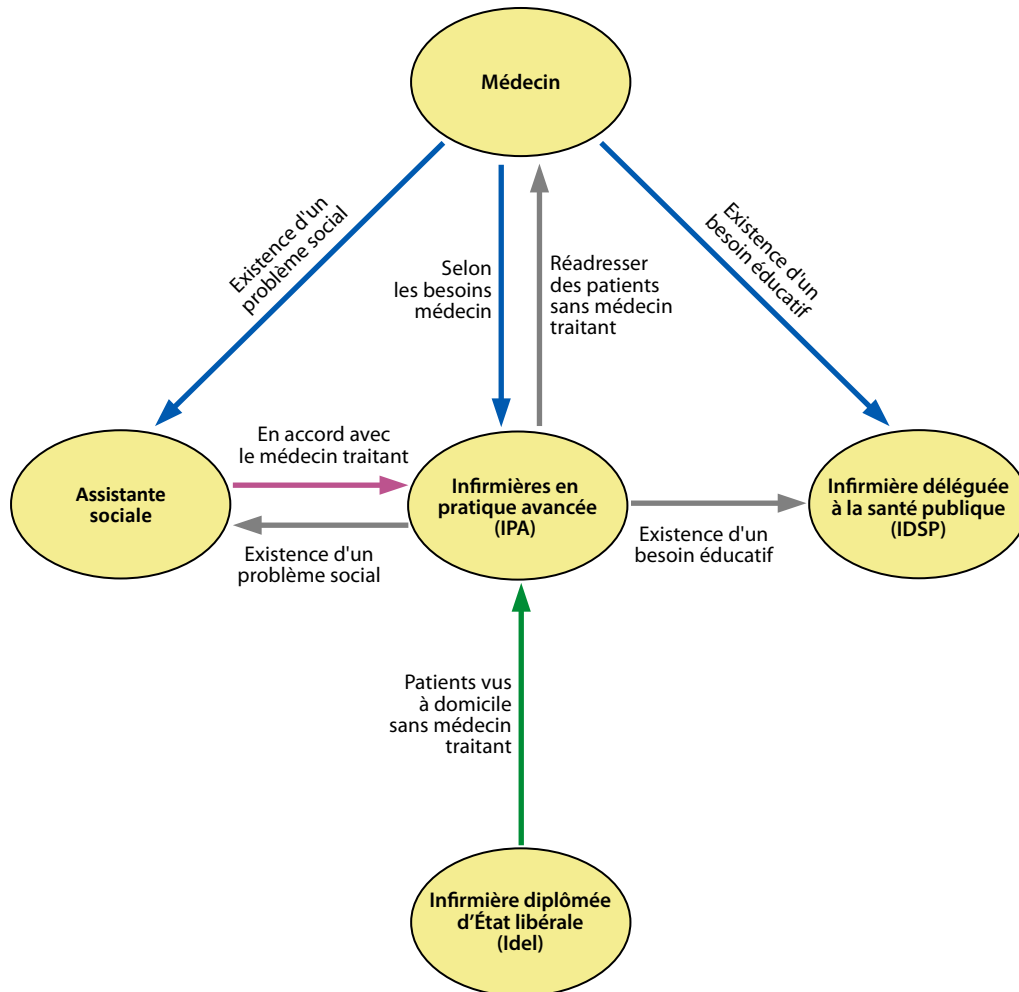 Médecin
Existence d'un
problème social
Selon
les besoins
médecin
Réadresser
des patients
sans médecin
traitant
Existence d'un
besoin éducatif
En accord avec
le médecin traitant
Assistante
sociale
Infirmières en
pratique avancée
(IPA)
Infirmière déléguée
à la santé publique
(IDSP)
Existence d'un
problème social
Existence d'un
besoin éducatif
Patients vus
à domicile
sans médecin
traitant
Infirmière diplômée
d’État libérale
(Idel)